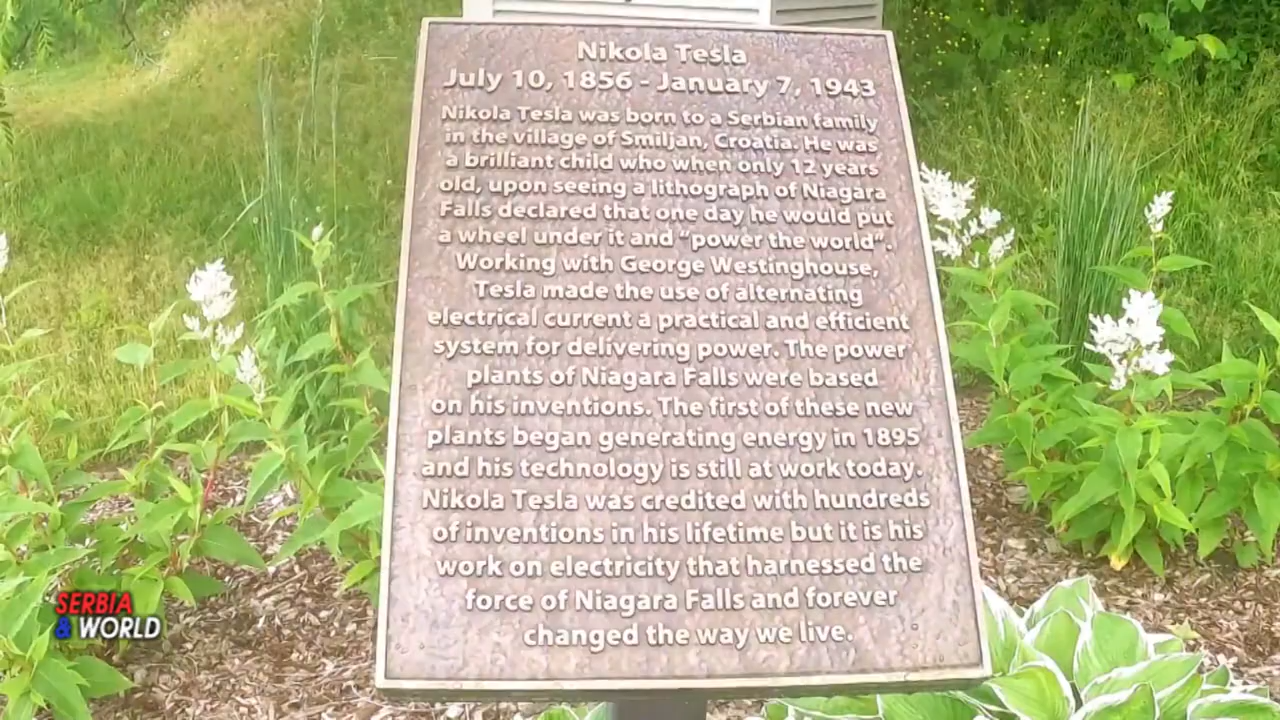 Nikola Tesla
July 10, 1856 - January 7, 1943
Nikola Tesla was born to a Serbian family
in the village of Smiljan, Croatia. He was
a brilliant child who when only 12 years
old, upon seeing a lithograph of Niagara
Falls declared that one day he would put
a wheel under it and “power the world”.
Working with George Westinghouse,
Tesla made the use of alternating
electrical current a practical and efficient
system for delivering power. The power
plants of Niagara Falls were based
on his inventions. The first of these new
plants began generating energy in 1895
and his technology is still at work today.
Nikola Tesla was credited with hundreds
of inventions in his lifetime but it is his
work on electricity that harnessed the
force of Niagara Falls and forever
changed the way we live.
SERBIA
& WORLD